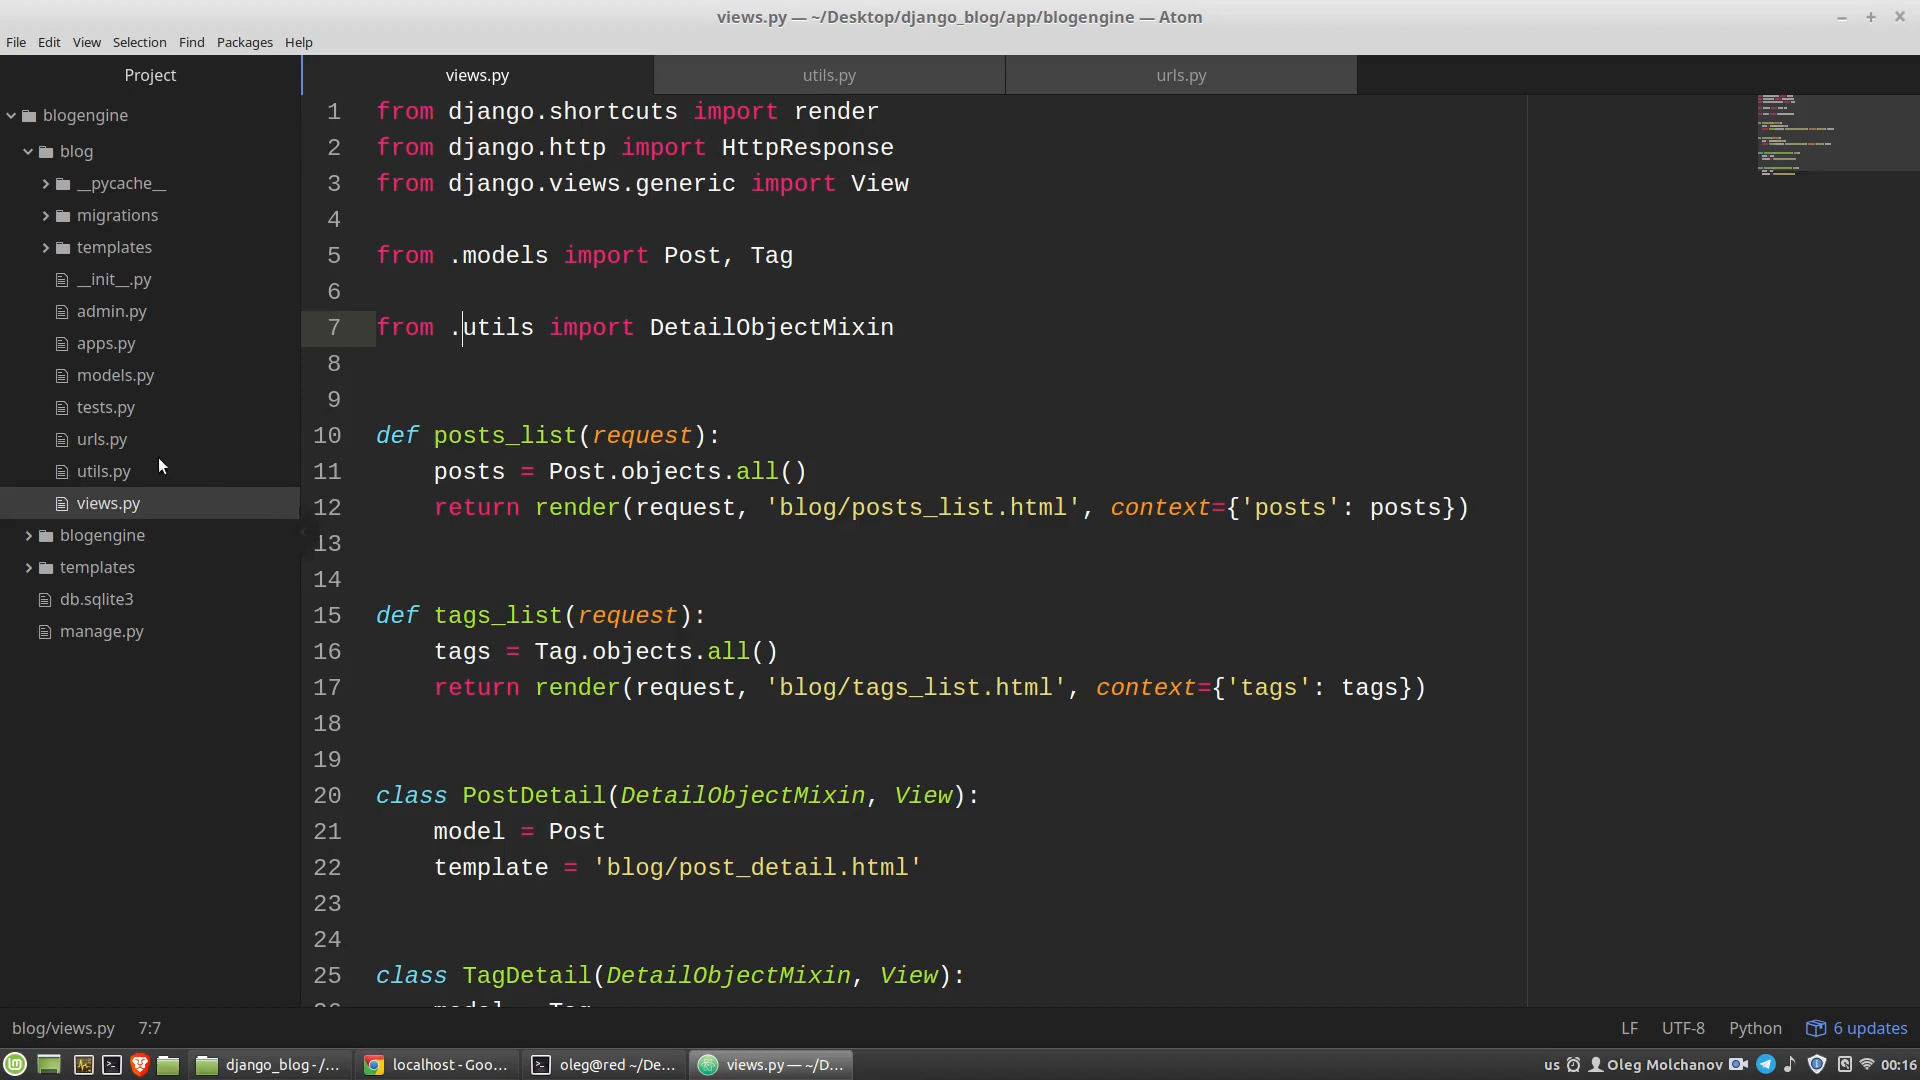 views.py — ~/Desktop/django_blog/app/blogengine — Atom
File Edit View Selection Find Packages Help
Project
blogengine
blog
__pycache__
migrations
templates
__init__.py
admin.py
apps.py
models.py
tests.py
urls.py
utils.py
views.py
blogengine
templates
db.sqlite3
manage.py
views.py utils.py urls.py
1 from django.shortcuts import render
2 from django.http import HttpResponse
3 from django.views.generic import View
4
5 from .models import Post, Tag
6
7 from .utils import DetailObjectMixin
8
9
10 def posts_list(request):
11     posts = Post.objects.all()
12     return render(request, 'blog/posts_list.html', context={'posts': posts})
13
14
15 def tags_list(request):
16     tags = Tag.objects.all()
17     return render(request, 'blog/tags_list.html', context={'tags': tags})
18
19
20 class PostDetail(DetailObjectMixin, View):
21     model = Post
22     template = 'blog/post_detail.html'
23
24
25 class TagDetail(DetailObjectMixin, View):
blog/views.py 7:7 LF UTF-8 Python 6 updates
django_blog - /... localhost - Goo... oleg@red ~/De... views.py — ~/D... us Oleg Molchanov 00:16